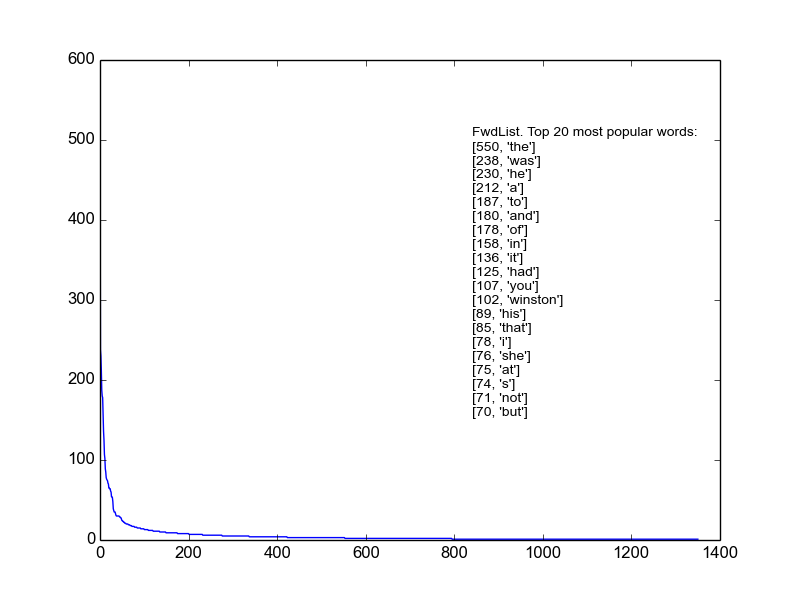 600
500
400
300
200
100
0
FwdList. Top 20 most popular words:
[550, 'the']
[238, 'was']
[230, 'he']
[212, 'a']
[187, 'to']
[180, 'and']
[178, 'of']
[158, 'in']
[136, 'it']
[125, 'had']
[107, 'you']
[102, 'winston']
[89, 'his']
[85, 'that']
[78, 'i']
[76, 'she']
[75, 'at']
[74, 's']
[71, 'not']
[70, 'but']
0 200 400 600 800 1000 1200 1400